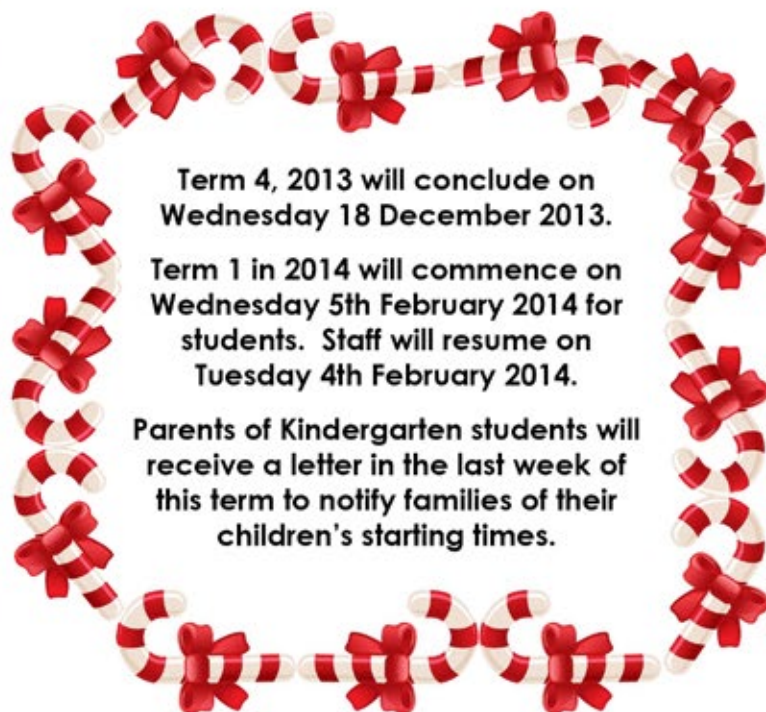 Term 4, 2013 will conclude on
Wednesday 18 December 2013.
Term 1 in 2014 will commence on
Wednesday 5th February 2014 for
students.  Staff will resume on
Tuesday 4th February 2014.
Parents of Kindergarten students will
receive a letter in the last week of
this term to notify families of their
children’s starting times.